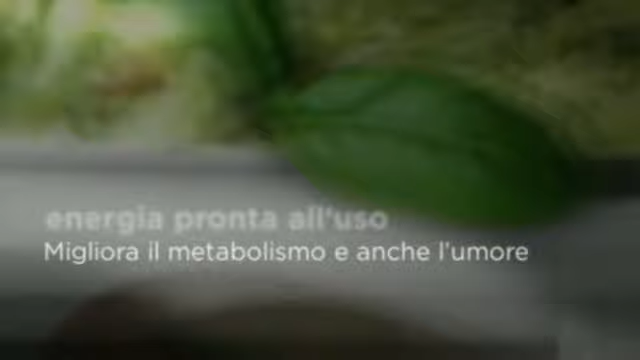 energia pronta all'uso
Migliora il metabolismo e anche l'umore